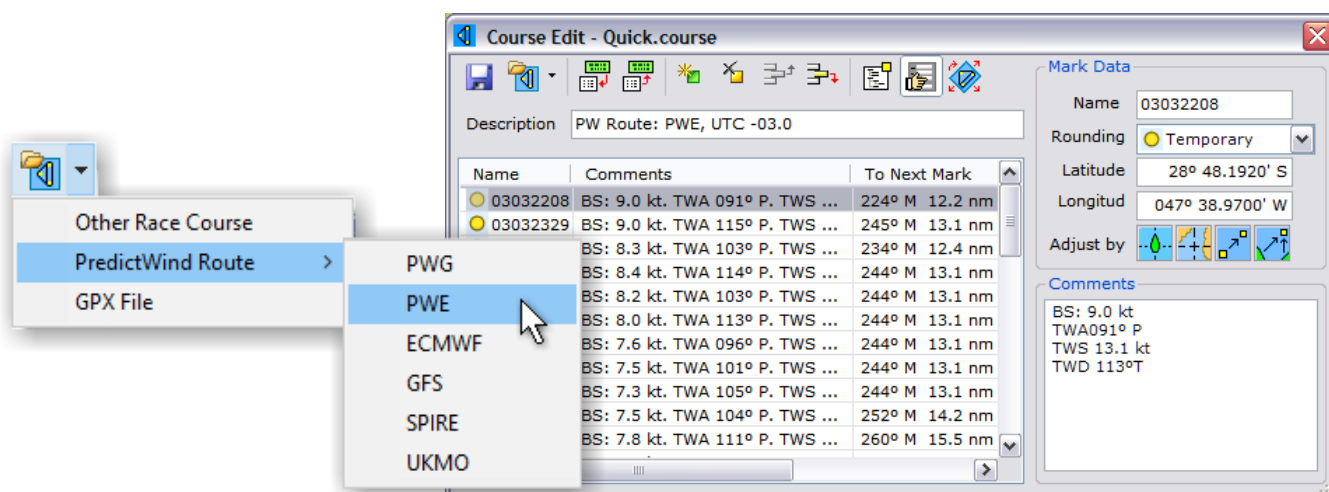 Other Race Course
PredictWind Route
GPX File
PWG
PWE
ECMWF
GFS
SPIRE
UKMO
Course Edit - Quick.course
Description PW Route: PWE, UTC -03.0
Name Comments To Next Mark
03032208 BS: 9.0 kt. TWA 091º P. TWS ... 224º M 12.2 nm
03032329 BS: 9.0 kt. TWA 115º P. TWS ... 245º M 13.1 nm
BS: 8.3 kt. TWA 103º P. TWS ... 234º M 12.4 nm
BS: 8.4 kt. TWA 114º P. TWS ... 244º M 13.1 nm
BS: 8.2 kt. TWA 103º P. TWS ... 244º M 13.1 nm
BS: 8.0 kt. TWA 113º P. TWS ... 244º M 13.1 nm
BS: 7.6 kt. TWA 096º P. TWS ... 244º M 13.1 nm
BS: 7.5 kt. TWA 101º P. TWS ... 244º M 13.1 nm
BS: 7.3 kt. TWA 105º P. TWS ... 244º M 13.1 nm
BS: 7.5 kt. TWA 104º P. TWS ... 252º M 14.2 nm
BS: 7.8 kt. TWA 111º P. TWS ... 260º M 15.5 nm
Mark Data
Name 03032208
Rounding Temporary
Latitude 28º 48.1920' S
Longitud 047º 38.9700' W
Adjust by
Comments
BS: 9.0 kt
TWA091º P
TWS 13.1 kt
TWD 113ºT